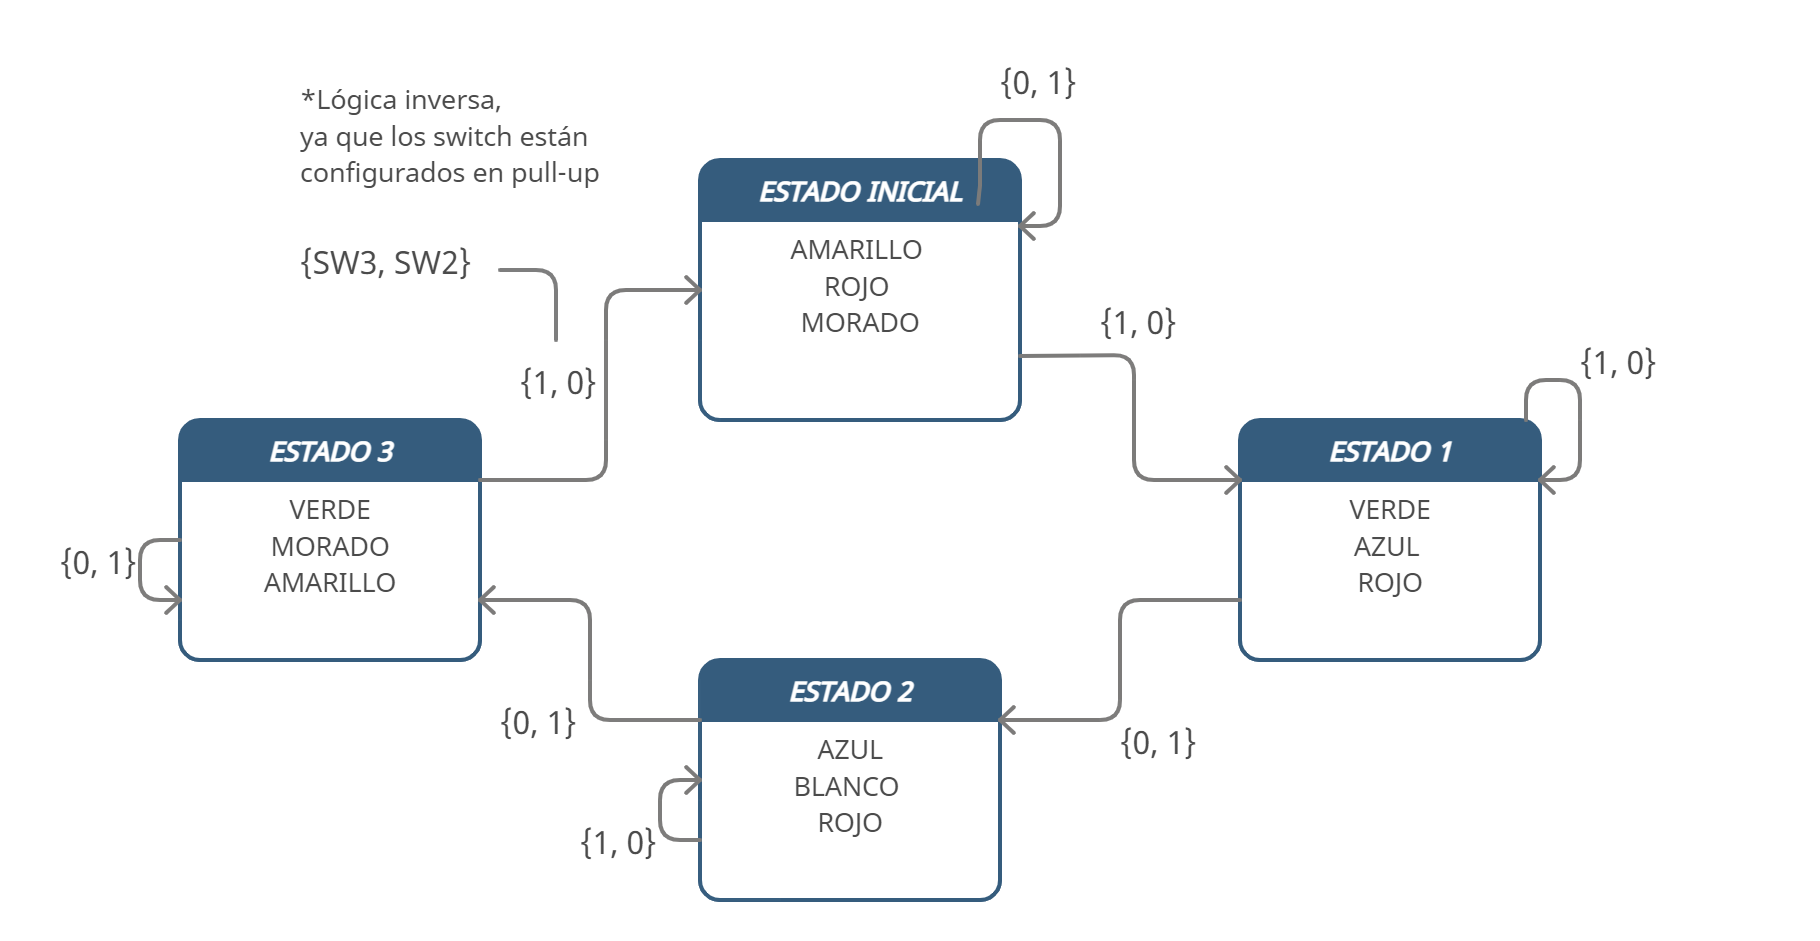 {0, 1}
*Lógica inversa,
ya que los switch están
configurados en pull-up
ESTADO INICIAL
AMARILLO
ROJO
MORADO
{SW3, SW2}
{1, 0}
{1, 0}
{1, 0}
ESTADO 3
VERDE
MORADO
AMARILLO
{0, 1}
ESTADO 1
VERDE
AZUL
ROJO
{0, 1}
{0, 1}
ESTADO 2
AZUL
BLANCO
ROJO
{1, 0}